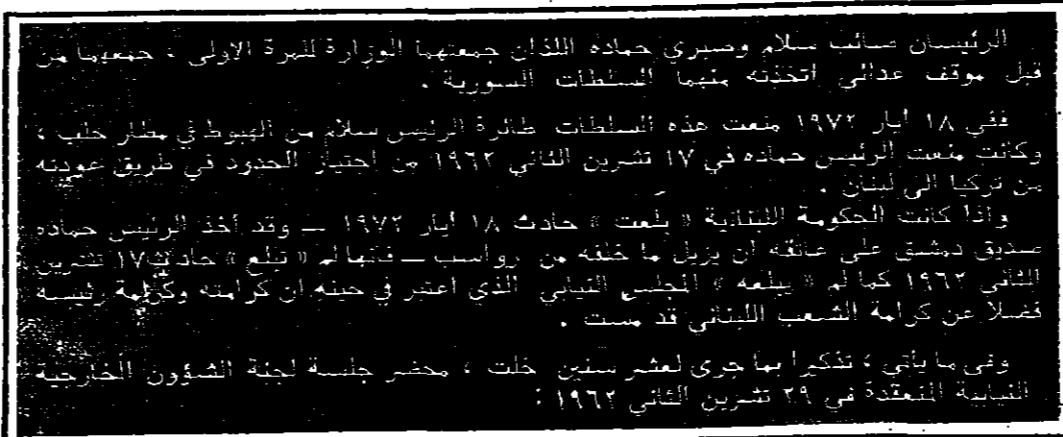 الرئيسان صائب سلام وصبري حماده اللذان جمعتهما الوزارة للمرة الاولى ، جمعهما من
قبل موقف عدائي اتخذته منهما السلطات السورية .
ففي ١٨ ايار ١٩٧٢ منعت هذه السلطات طائرة الرئيس سلام من الهبوط في مطار حلب ،
وكانت منعت الرئيس حماده في ١٧ تشرين الثاني ١٩٦٢ من اجتياز الحدود في طريق عودته
من تركيا الى لبنان .
واذا كانت الحكومة اللبنانية « بلعت » حادث ١٨ ايار ١٩٧٢ ــ وقد أخذ الرئيس حماده
صديق دمشق على عاتقه ان يزيل ما خلفه من رواسب ــ فانها لم « تبلع » حادث ١٧ تشرين
الثاني ١٩٦٢ كما لم « يبلعه » المجلس النيابي الذي اعتبر في حينه ان كرامته وكرامة رئيسه
فضلا عن كرامة الشعب اللبناني قد مست .
وفي ما يأتي ، تذكيرا بما جرى لعشر سنين خلت ، محضر جلسة لجنة الشؤون الخارجية
النيابية المنعقدة في ٢٩ تشرين الثاني ١٩٦٢ :